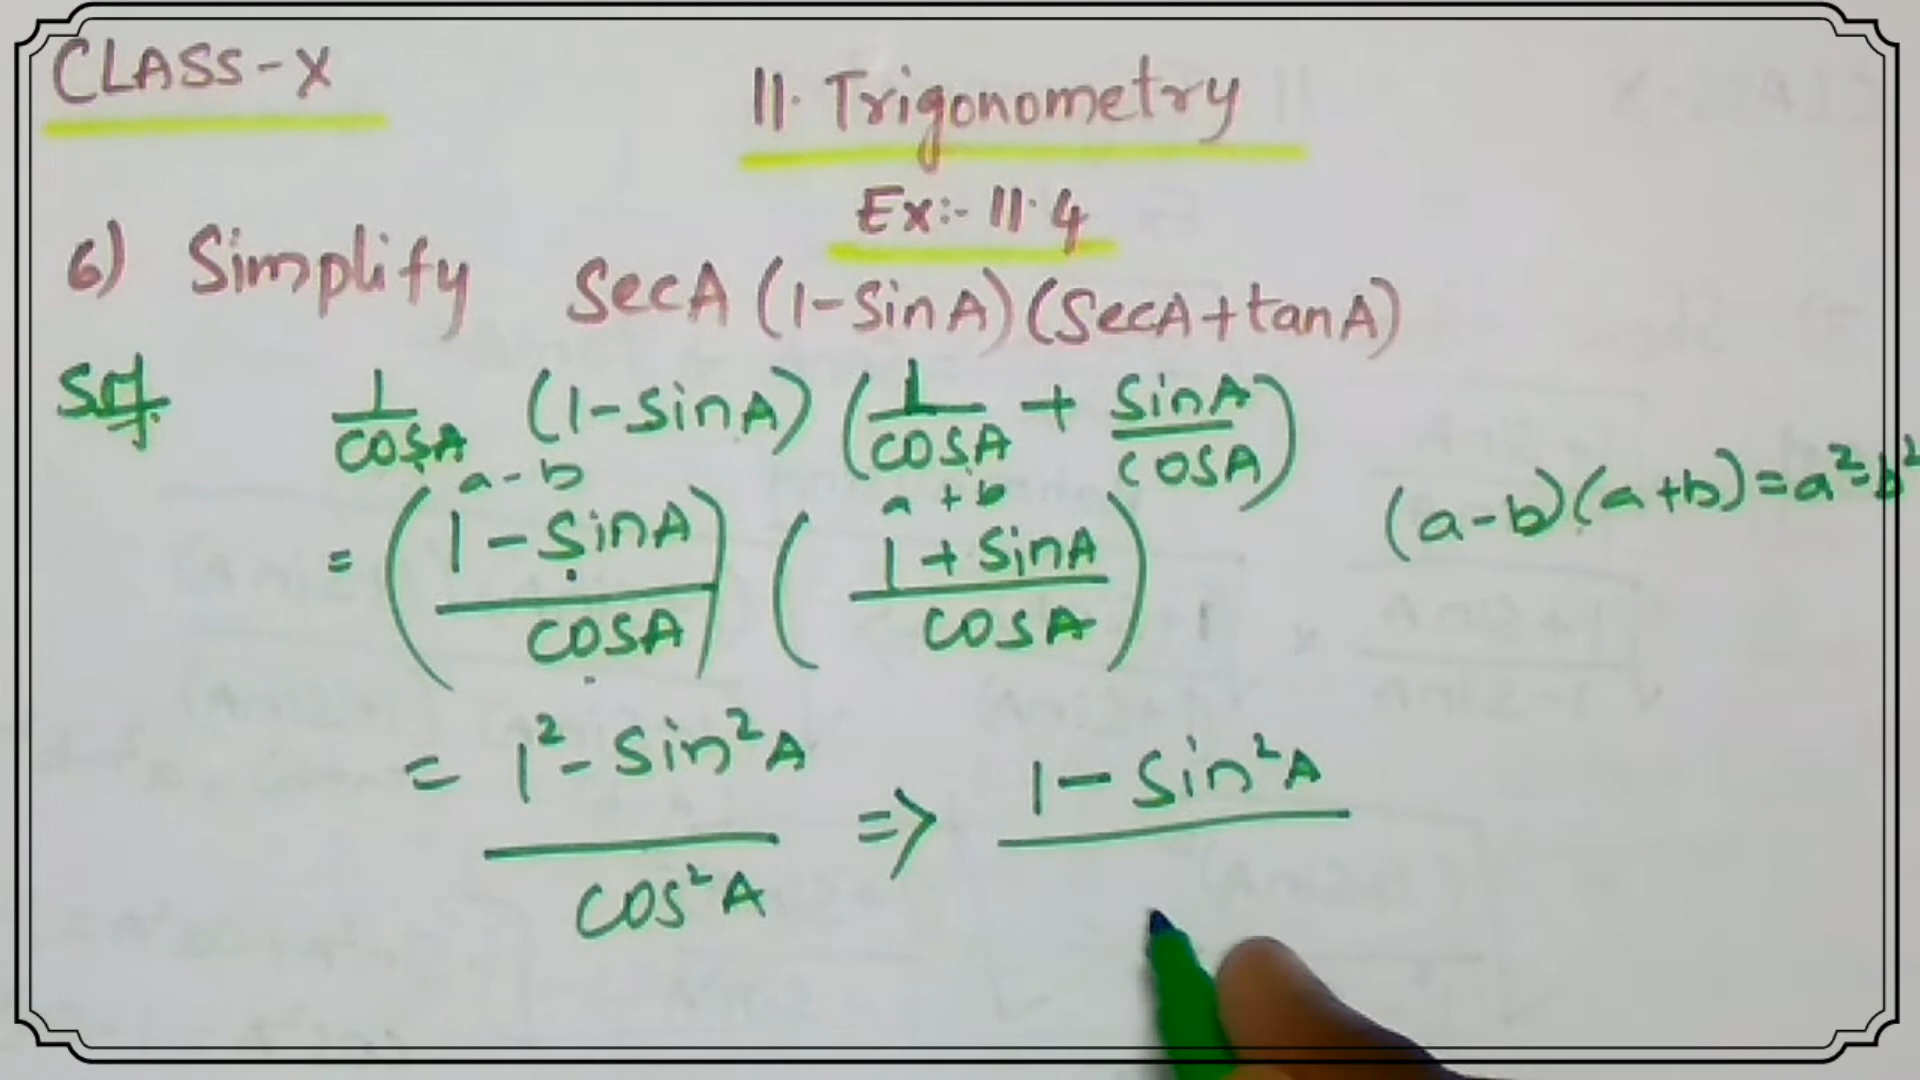 CLASS-X
11. Trigonometry
Ex:- 11.4
6) Simplify SecA (1-SinA) (SecA+tanA)
Sol. 1/cosA (1-sinA) (1/cosA + sinA/cosA)
a-b a+b
(a-b)(a+b)=a²-b²
= (1-SinA/cosA) (1+SinA/cosA)
= 1²-Sin²A/cos²A => 1-Sin²A